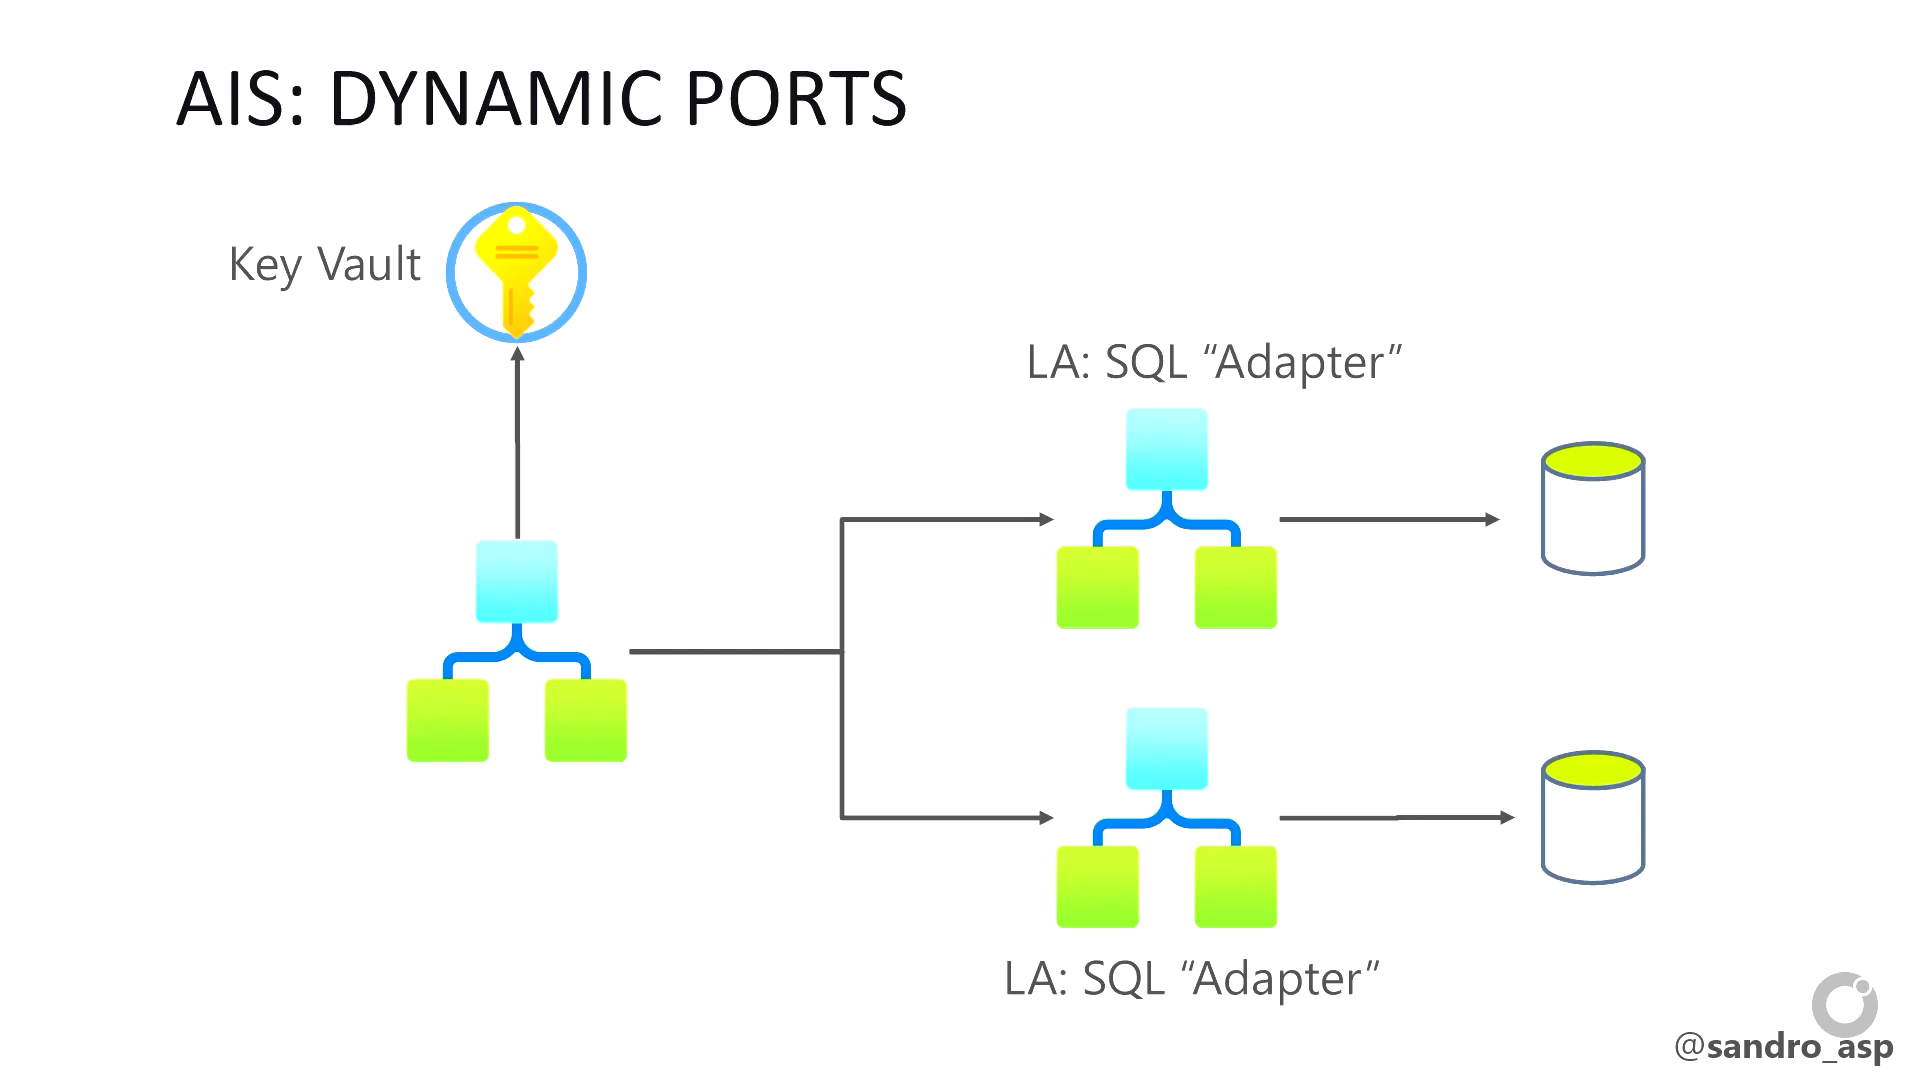 AIS: DYNAMIC PORTS
Key Vault
LA: SQL “Adapter”
LA: SQL “Adapter”
@sandro_asp